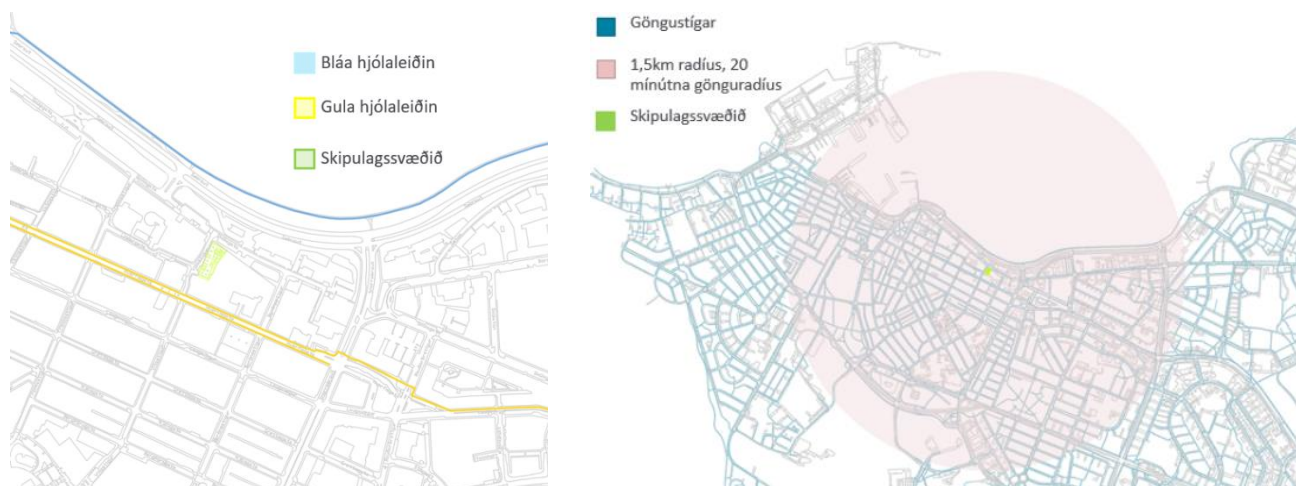 Bláa hjólaleiðin
Gula hjólaleiðin
Skipulagssvæðið
Göngustígar
1,5km radíus, 20
mínútna gönguradíus
Skipulagssvæðið